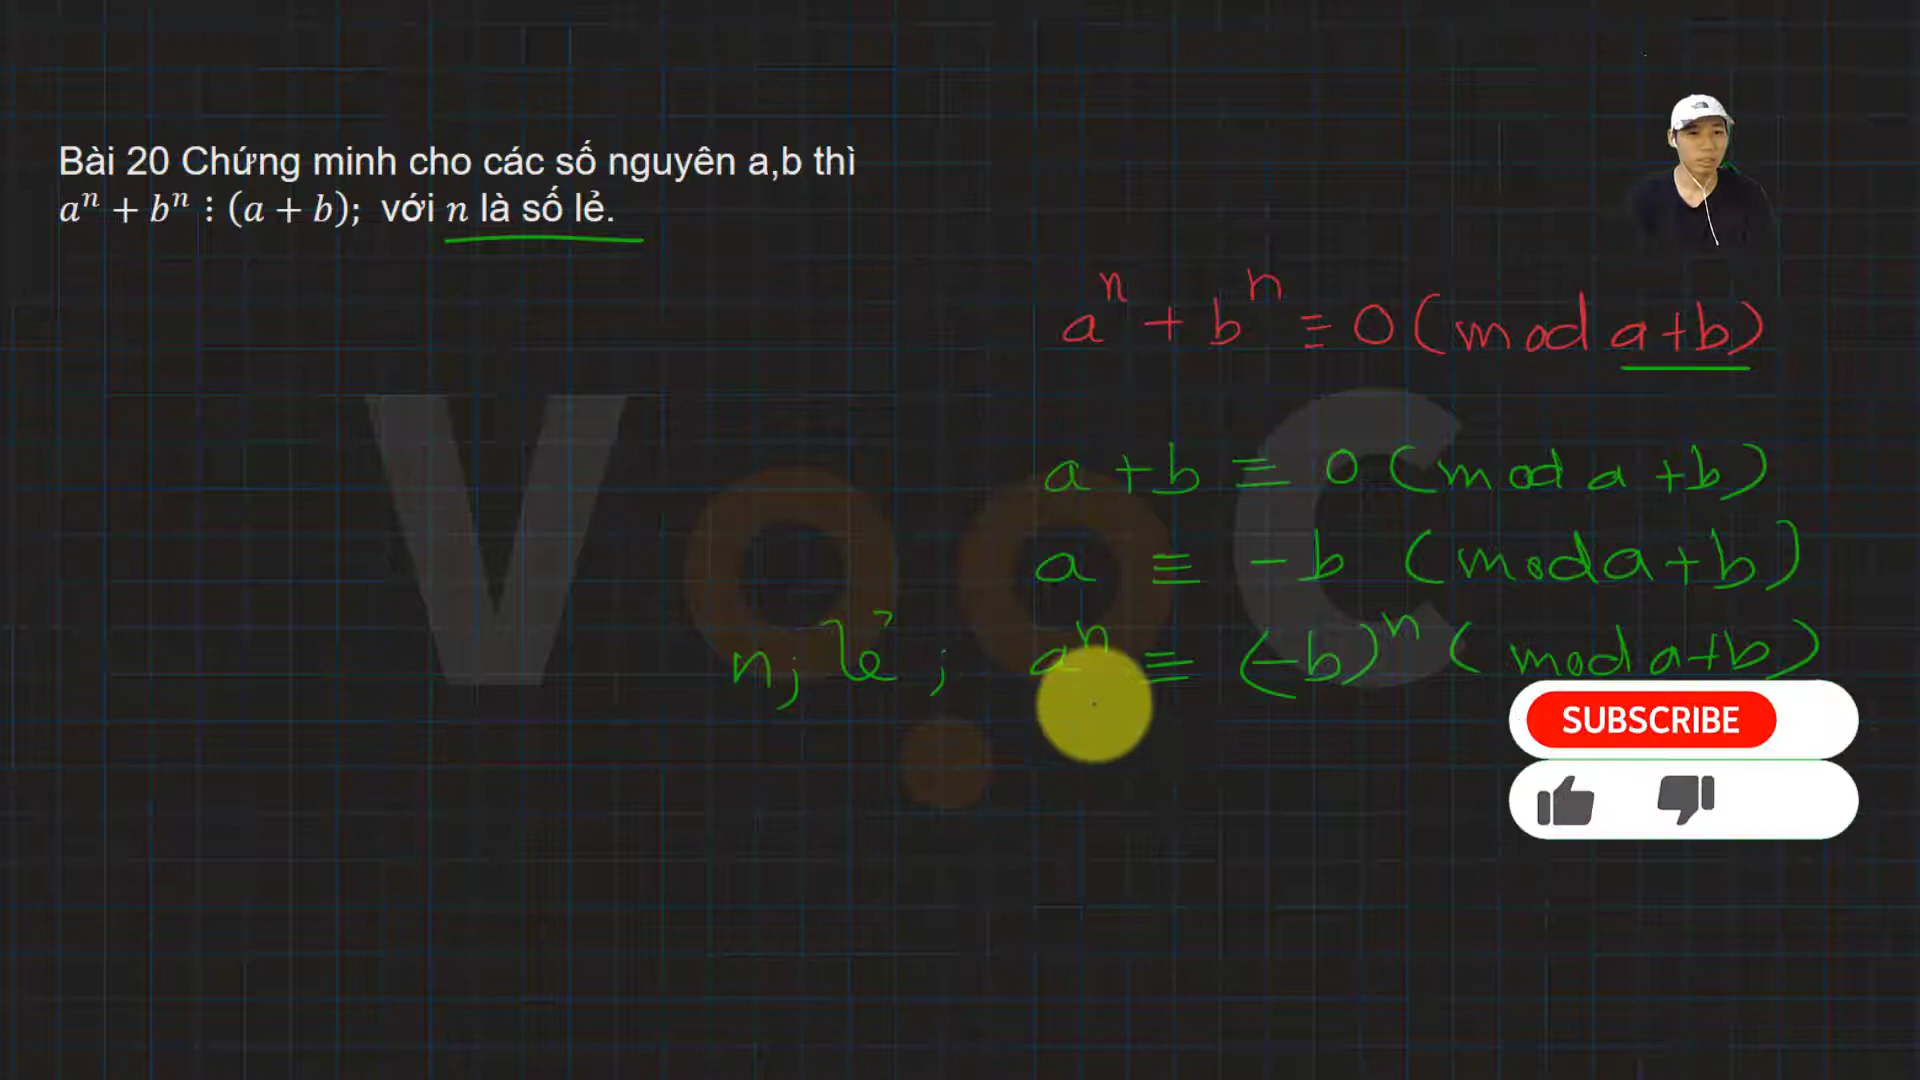 Bài 20 Chứng minh cho các số nguyên a,b thì
aⁿ + bⁿ ⋮ (a + b); với n là số lẻ.
aⁿ + bⁿ ≡ 0 (mod a+b)
a + b ≡ 0 (mod a+b)
a ≡ -b (mod a+b)
n; lẻ; aⁿ ≡ (-b)ⁿ (mod a+b)
VooC
SUBSCRIBE